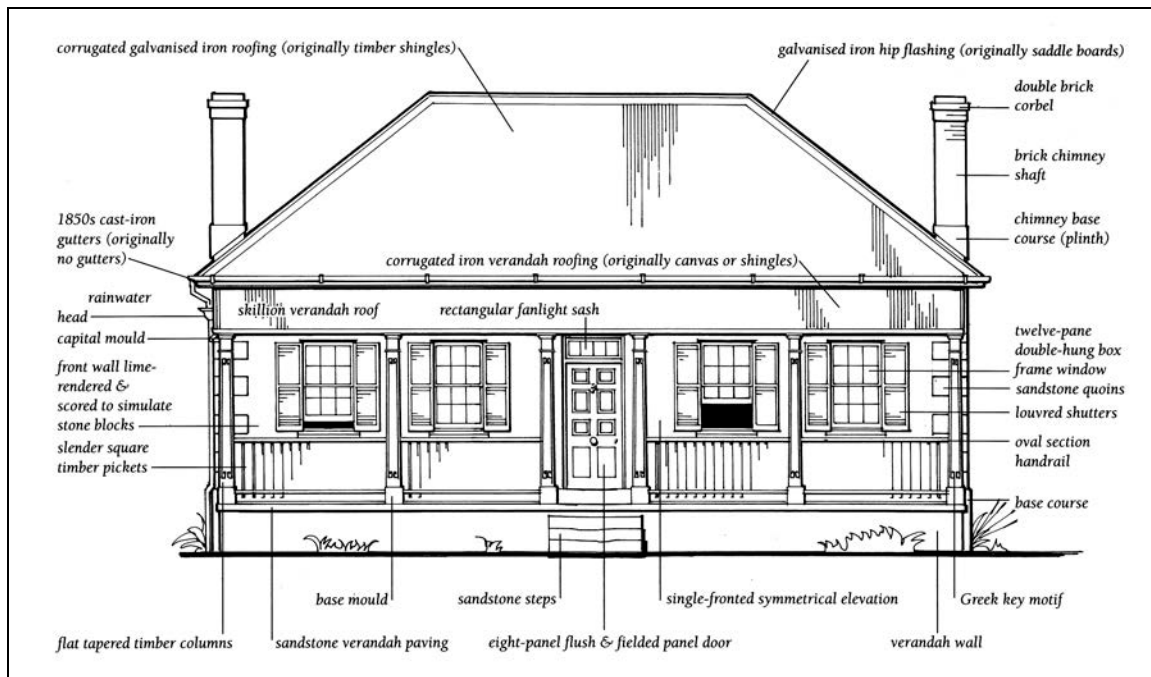 corrugated galvanised iron roofing (originally timber shingles)
galvanised iron hip flashing (originally saddle boards)
double brick
corbel
brick chimney
shaft
chimney base
course (plinth)
1850s cast-iron
gutters (originally
no gutters)
corrugated iron verandah roofing (originally canvas or shingles)
rainwater
head
skillion verandah roof
rectangular fanlight sash
capital mould
front wall lime-
rendered &
scored to simulate
stone blocks
slender square
timber pickets
twelve-pane
double-hung box
frame window
sandstone quoins
louvred shutters
oval section
handrail
base course
base mould
sandstone steps
single-fronted symmetrical elevation
Greek key motif
flat tapered timber columns
sandstone verandah paving
eight-panel flush & fielded panel door
verandah wall